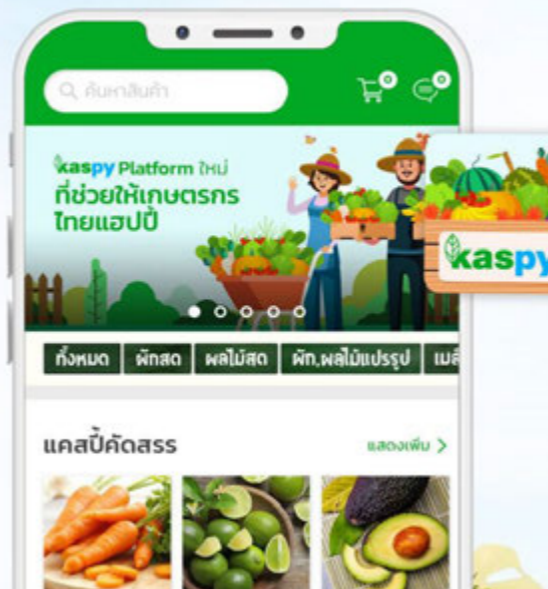 ค้นหาสินค้า
0
0
kaspy Platform ใหม่
ที่ช่วยให้เกษตรกร
ไทยแฮปปี้
kaspy
ทั้งหมด
ผักสด
ผลไม้สด
ผัก,ผลไม้แปรรูป
แคสปี้คัดสรร
แสดงเพิ่ม >